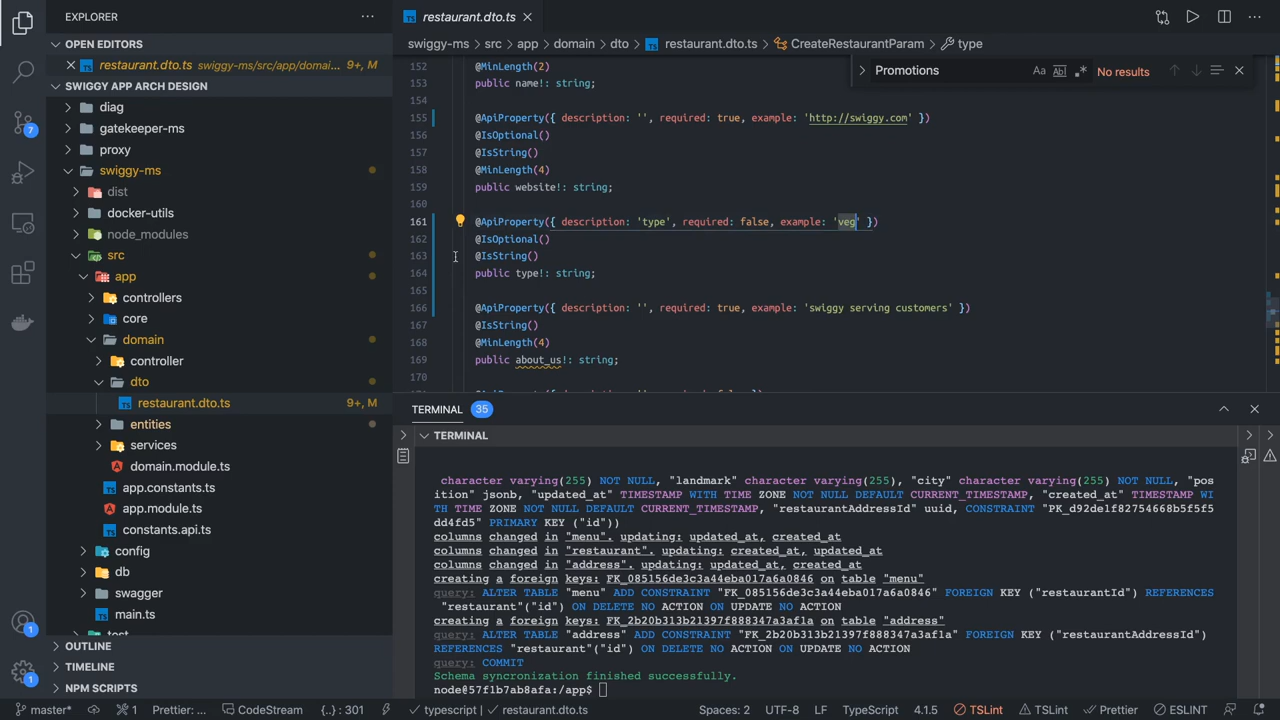 EXPLORER
OPEN EDITORS
restaurant.dto.ts swiggy-ms/src/app/domai... 9+, M
SWIGGY APP ARCH DESIGN
diag
gatekeeper-ms
proxy
swiggy-ms
dist
docker-utils
node_modules
src
app
controllers
core
domain
controller
dto
restaurant.dto.ts 9+, M
entities
services
domain.module.ts
app.constants.ts
app.module.ts
constants.api.ts
config
db
swagger
main.ts
OUTLINE
TIMELINE
NPM SCRIPTS
7
1
1
restaurant.dto.ts
swiggy-ms > src > app > domain > dto > restaurant.dto.ts > CreateRestaurantParam > type
Promotions Aa Ab| .* No results
152 @MinLength(2)
153 public name!: string;
154
155 @ApiProperty({ description: '', required: true, example: 'http://swiggy.com' })
156 @IsOptional()
157 @IsString()
158 @MinLength(4)
159 public website!: string;
160
161 @ApiProperty({ description: 'type', required: false, example: 'veg' })
162 @IsOptional()
163 @IsString()
164 public type!: string;
165
166 @ApiProperty({ description: '', required: true, example: 'swiggy serving customers' })
167 @IsString()
168 @MinLength(4)
169 public about_us!: string;
170
TERMINAL 35
TERMINAL
character varying(255) NOT NULL, "landmark" character varying(255), "city" character varying(255) NOT NULL, "pos
ition" jsonb, "updated_at" TIMESTAMP WITH TIME ZONE NOT NULL DEFAULT CURRENT_TIMESTAMP, "created_at" TIMESTAMP WI
TH TIME ZONE NOT NULL DEFAULT CURRENT_TIMESTAMP, "restaurantAddressId" uuid, CONSTRAINT "PK_d92de1f82754668b5f5f5
dd4fd5" PRIMARY KEY ("id"))
columns changed in "menu". updating: updated_at, created_at
columns changed in "restaurant". updating: created_at, updated_at
columns changed in "address". updating: updated_at, created_at
creating a foreign keys: FK_085156de3c3a44eba017a6a0846 on table "menu"
query: ALTER TABLE "menu" ADD CONSTRAINT "FK_085156de3c3a44eba017a6a0846" FOREIGN KEY ("restaurantId") REFERENCES
"restaurant"("id") ON DELETE NO ACTION ON UPDATE NO ACTION
creating a foreign keys: FK_2b20b313b21397f888347a3af1a on table "address"
query: ALTER TABLE "address" ADD CONSTRAINT "FK_2b20b313b21397f888347a3af1a" FOREIGN KEY ("restaurantAddressId")
REFERENCES "restaurant"("id") ON DELETE NO ACTION ON UPDATE NO ACTION
query: COMMIT
Schema syncronization finished successfully.
node@57f1b7ab8afa:/app$
master* 1 Prettier: ... CodeStream {..} : 301 typescript | restaurant.dto.ts Spaces: 2 UTF-8 LF TypeScript 4.1.5 TSLint TSLint Prettier ESLINT